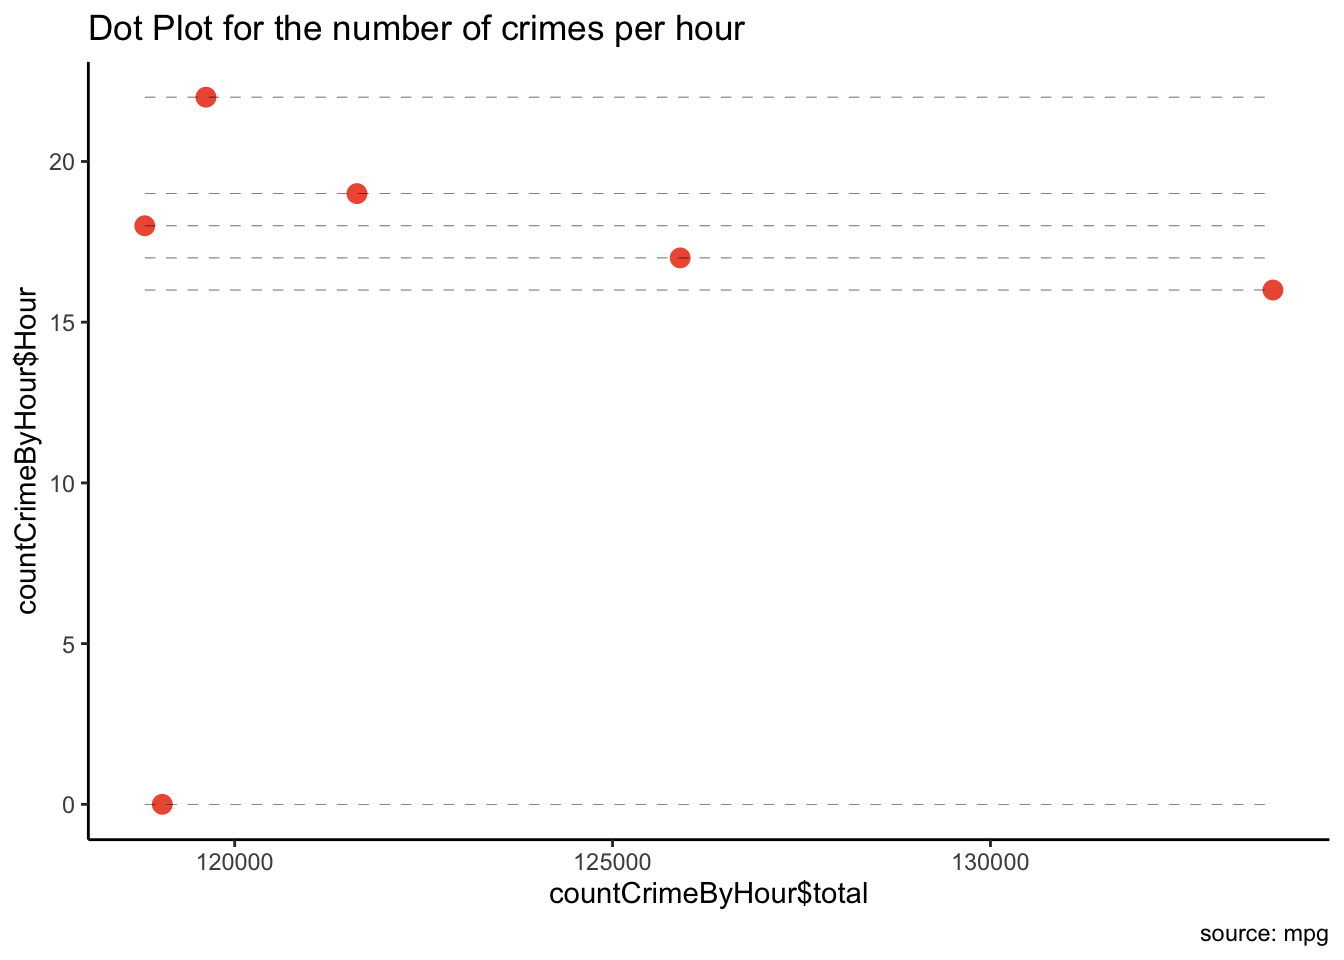 Dot Plot for the number of crimes per hour
countCrimeByHour$Hour
20
15
10
5
0
120000 125000 130000
countCrimeByHour$total
source: mpg